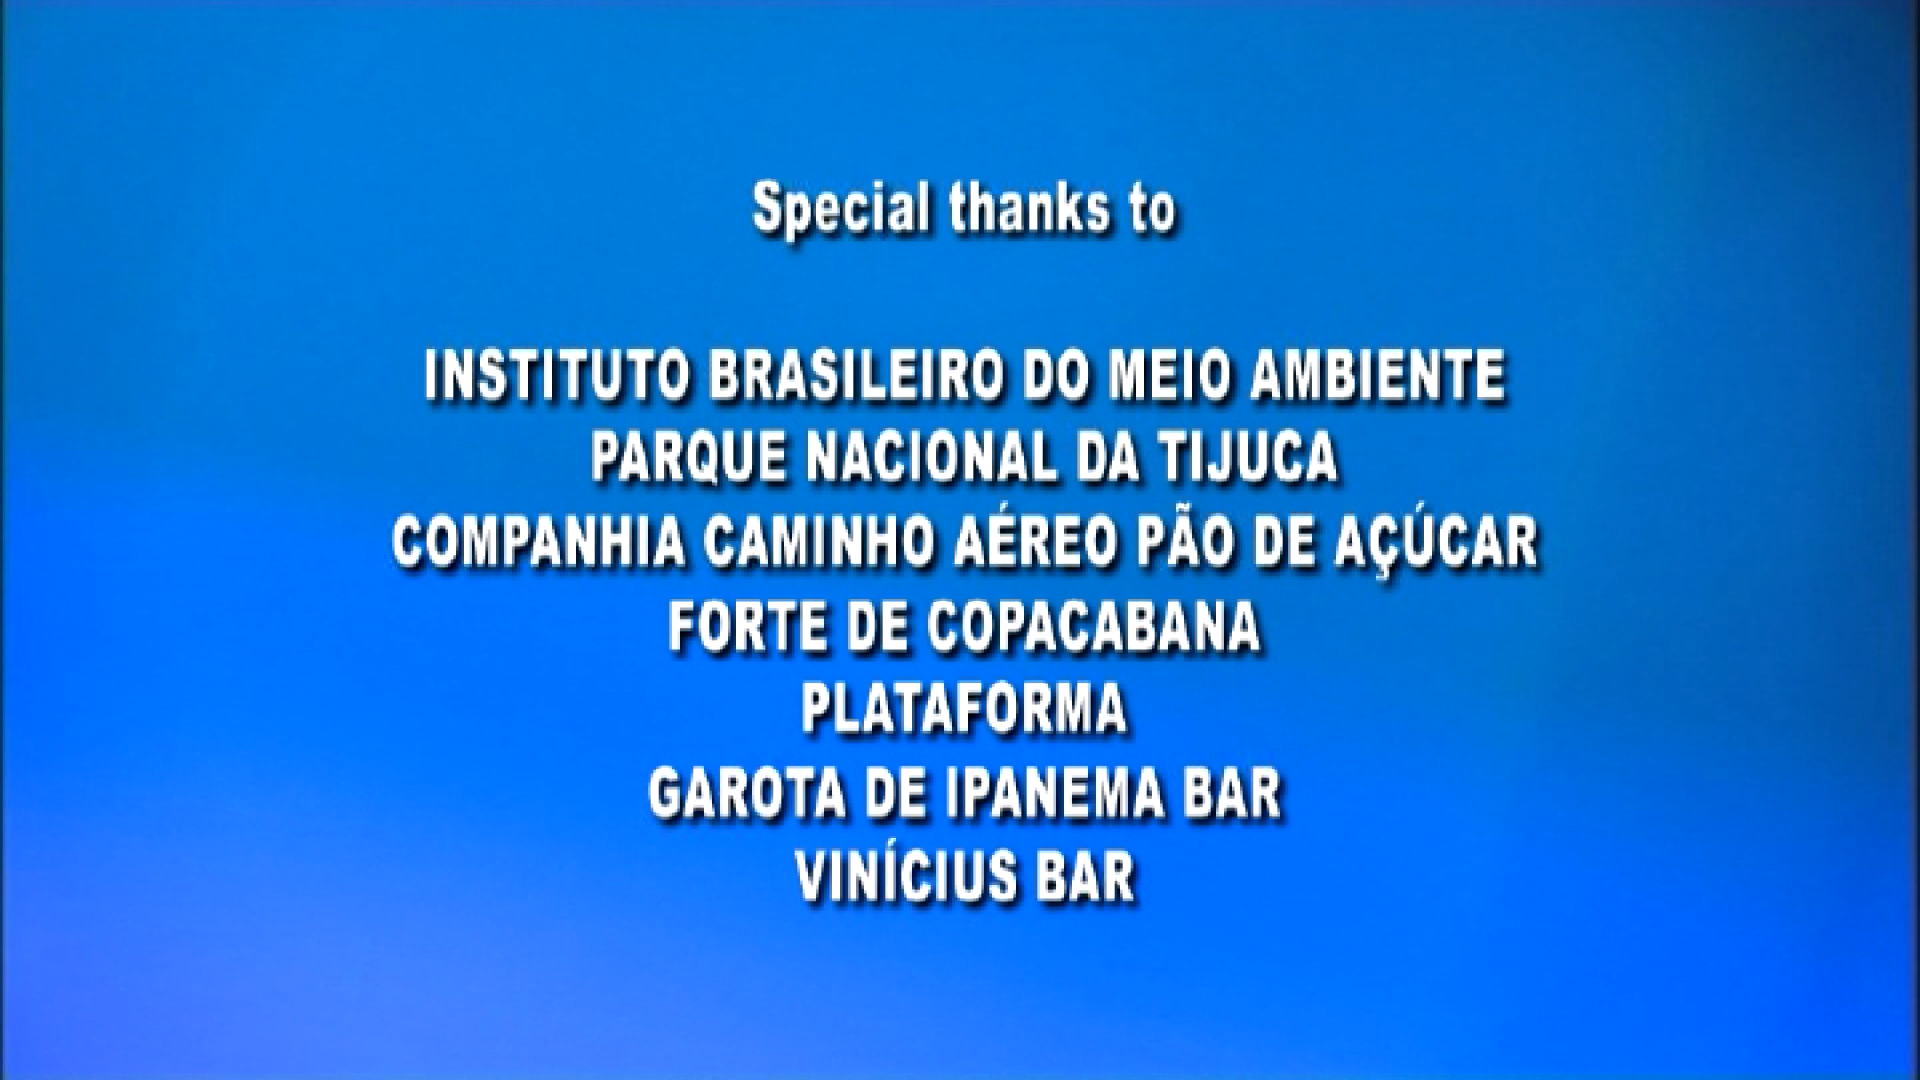 Special thanks to
INSTITUTO BRASILEIRO DO MEIO AMBIENTE
PARQUE NACIONAL DA TIJUCA
COMPANHIA CAMINHO AÉREO PÃO DE AÇÚCAR
FORTE DE COPACABANA
PLATAFORMA
GAROTA DE IPANEMA BAR
VINÍCIUS BAR